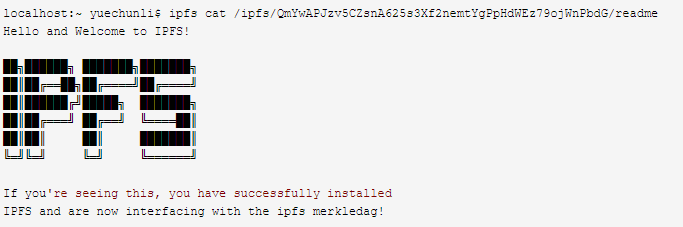 localhost:~ yuechunli$ ipfs cat /ipfs/QmYwAPJzv5CZsnA625s3Xf2nemtYgPpHdWEz79ojWnPbdG/readme
Hello and Welcome to IPFS!
IPFS
If you're seeing this, you have successfully installed
IPFS and are now interfacing with the ipfs merkledag!